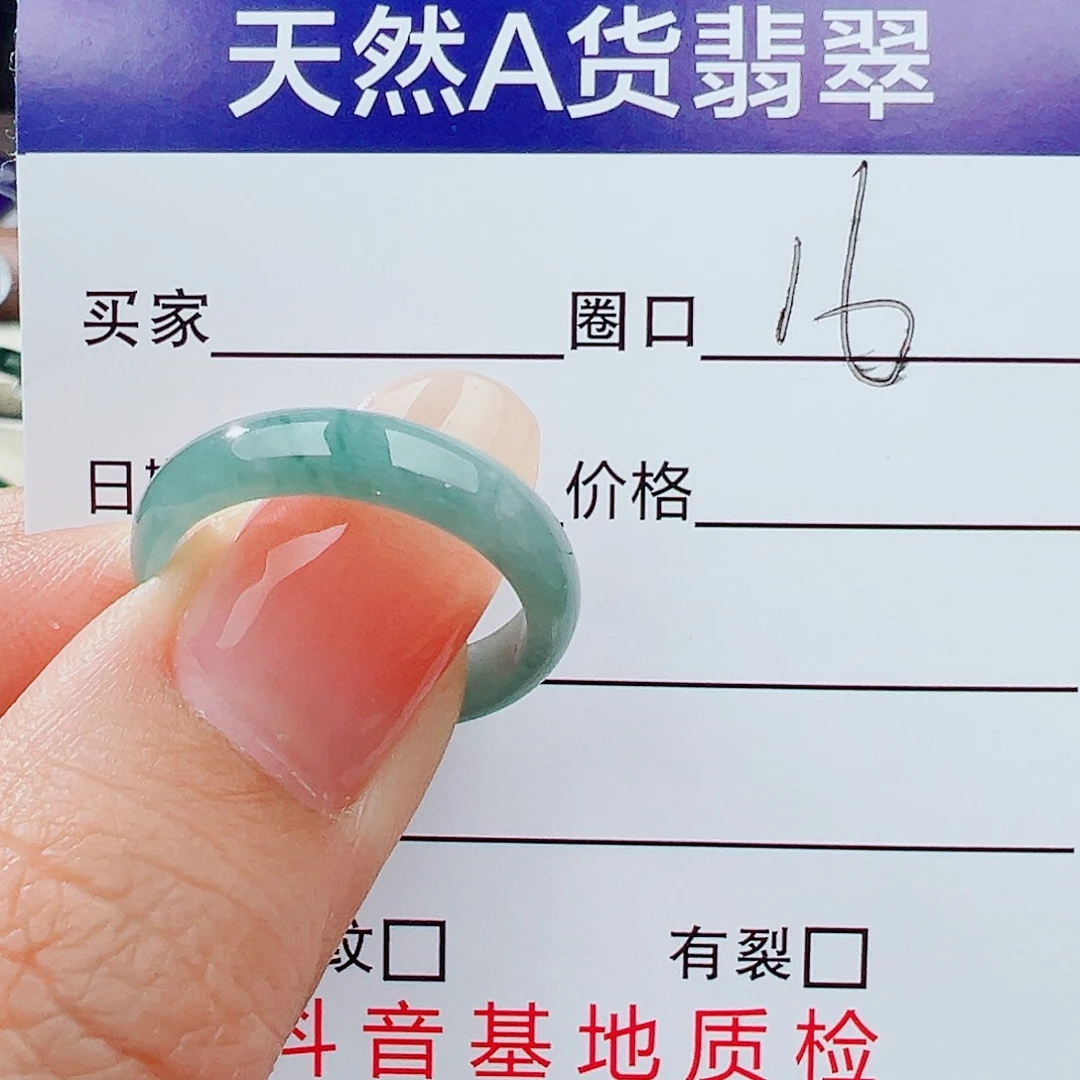 天然A货翡翠
买家 圈口 16
日 价格
纹□ 有裂□
抖音基地质检